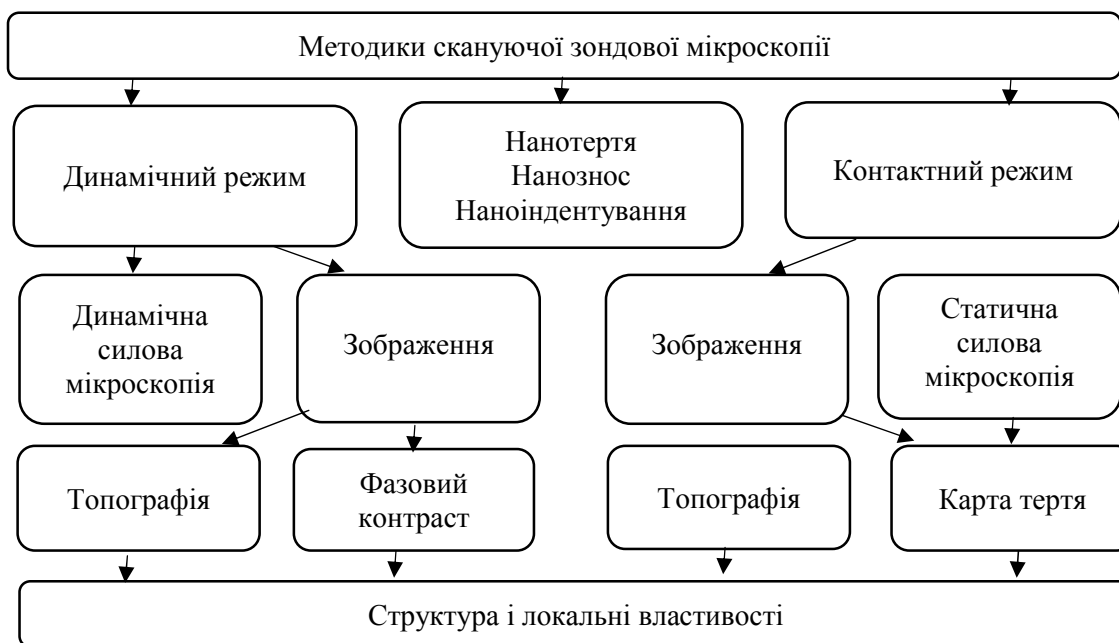 Методики скануючої зондової мікроскопії
Динамічний режим
Нанотертя
Нанознос
Наноіндентування
Контактний режим
Динамічна
силова
мікроскопія
Зображення
Зображення
Статична
силова
мікроскопія
Топографія
Фазовий
контраст
Топографія
Карта тертя
Структура і локальні властивості